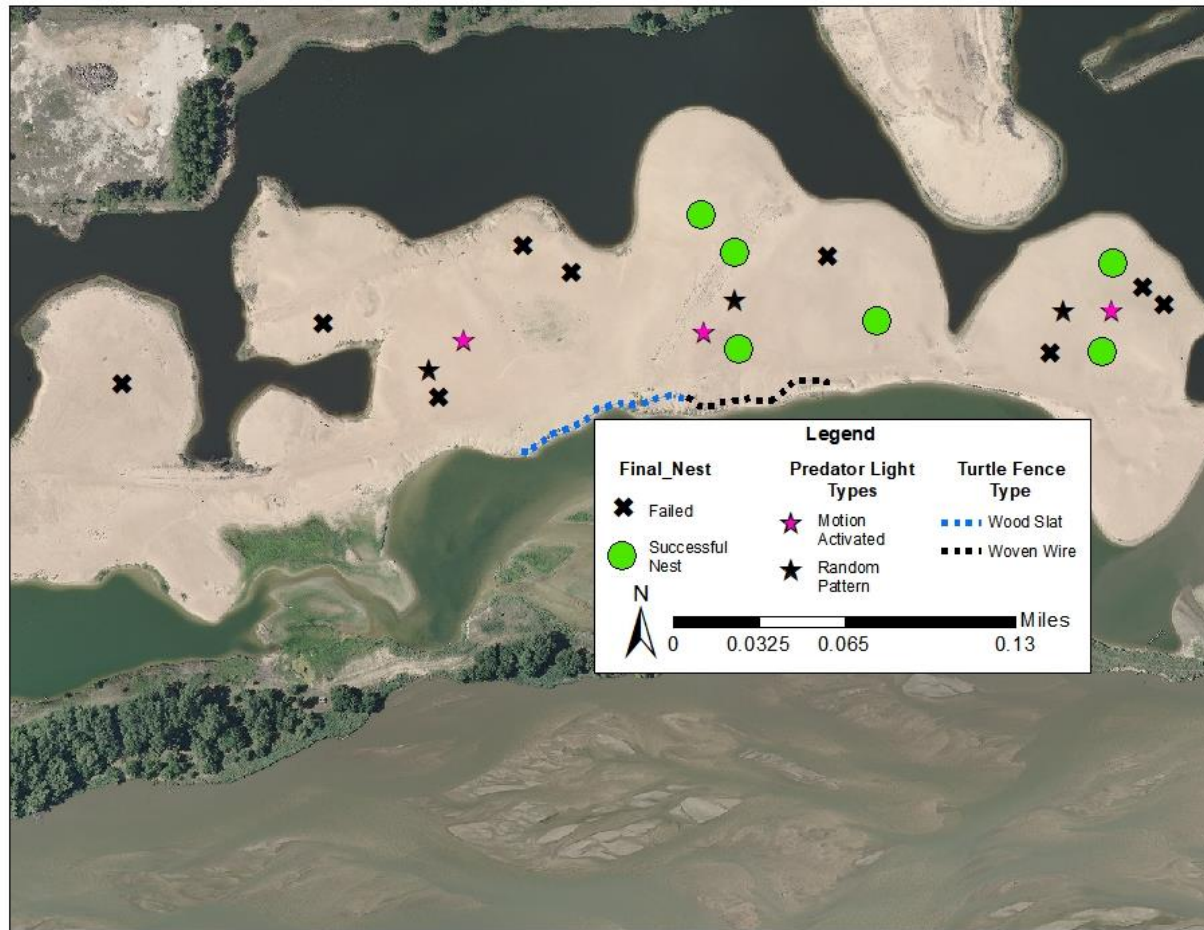 Legend
Final_Nest
Failed
Successful
Nest
Predator Light
Types
Motion
Activated
Random
Pattern
Turtle Fence
Type
Wood Slat
Woven Wire
N
Miles
0 0.0325 0.065 0.13